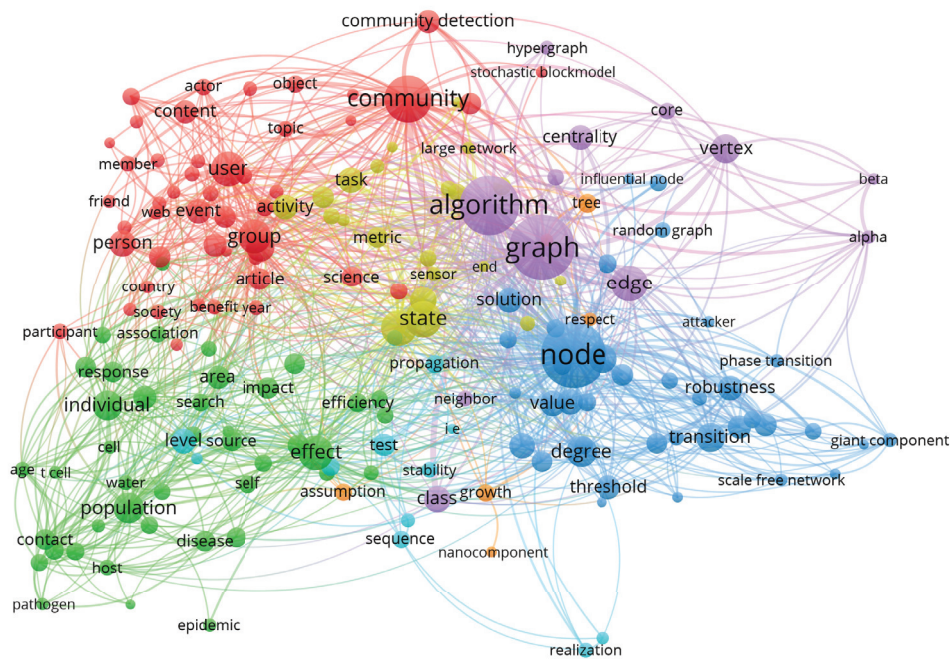 community detection
hypergraph
stochastic blockmodel
actor
object
community
content
core
topic
centrality
vertex
large network
member
user
task
influential node
beta
friend
web
event
activity
algorithm
tree
random graph
person
group
metric
graph
alpha
country
article
science
sensor
end
edge
society
benefit
year
solution
participant
association
state
respect
attacker
response
area
impact
propagation
node
phase transition
individual
search
efficiency
neighbor
value
robustness
cell
level
source
effect
test
i e
degree
transition
giant component
age
t cell
water
self
assumption
stability
class
growth
threshold
scale free network
population
contact
disease
sequence
nanocomponent
host
pathogen
epidemic
realization